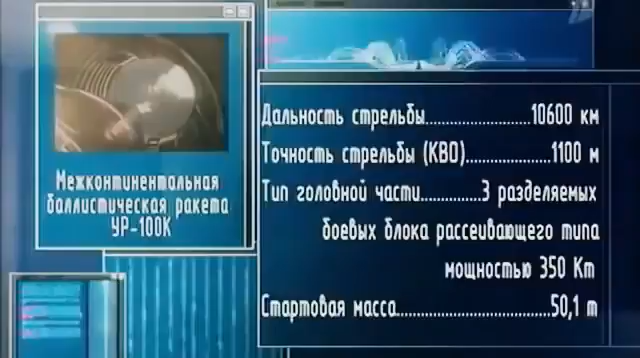 Межконтинентальная
баллистическая ракета
УР-100К
Дальность стрельбы..........................10600 км
Точность стрельбы (КВО).....................1100 м
Тип головной части...............3 разделяемых
боевых блока рассеивающего типа
мощностью 350 Кт
Стартовая масса......................................50,1 т